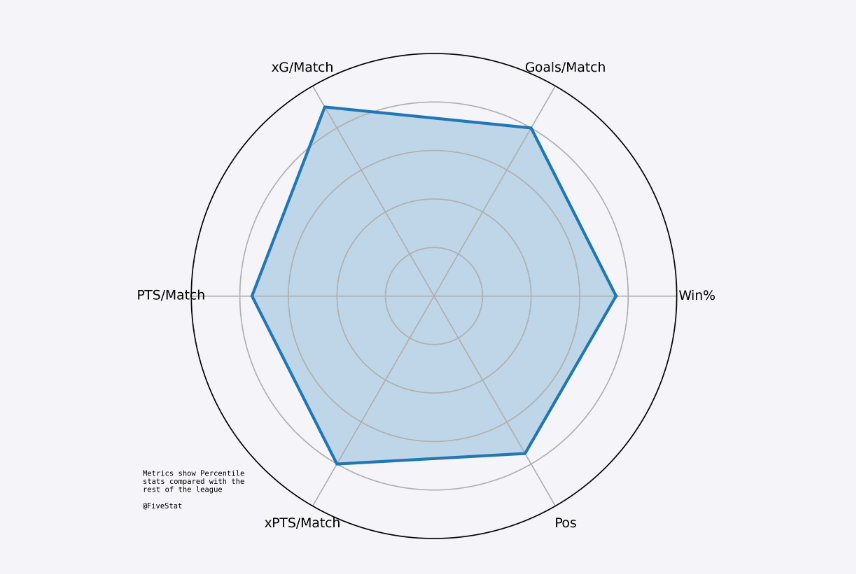 xG/Match
Goals/Match
PTS/Match
Win%
Metrics show Percentile
stats compared with the
rest of the league
@FiveStat
xPTS/Match
Pos